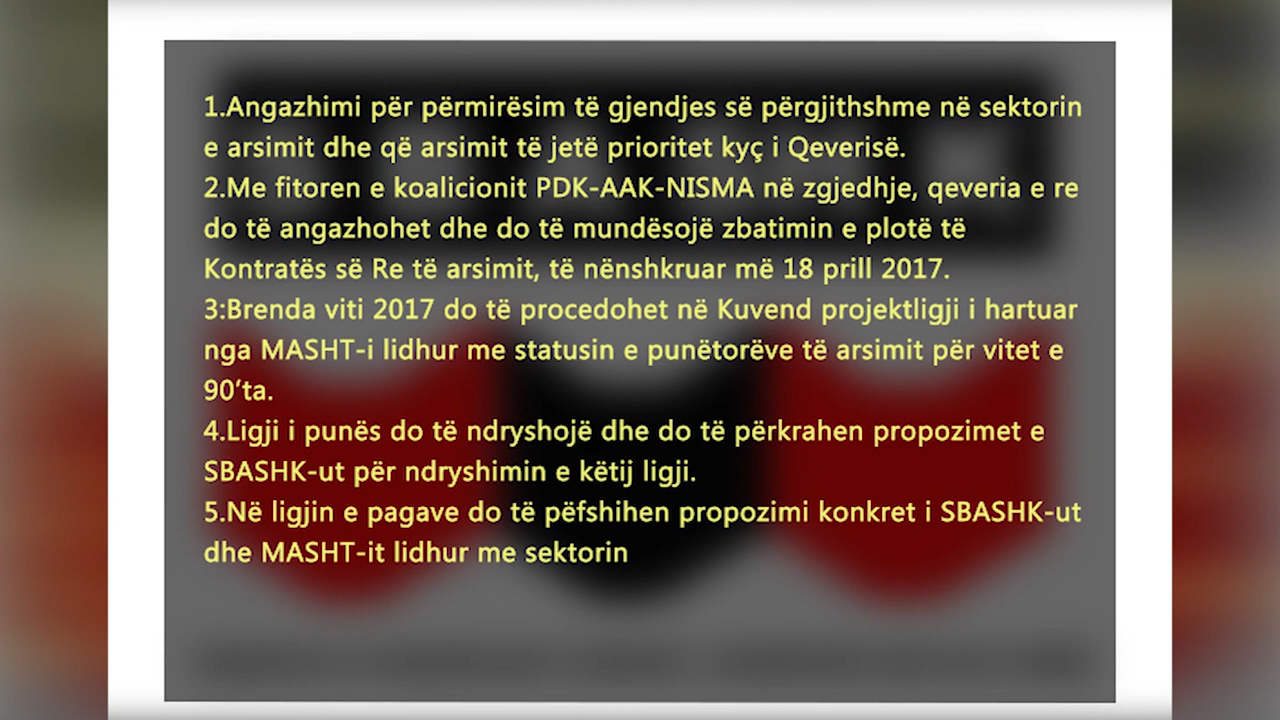 1.Angazhimi për përmirësim të gjendjes së përgjithshme në sektorin
e arsimit dhe që arsimit të jetë prioritet kyç i Qeverisë.
2.Me fitoren e koalicionit PDK-AAK-NISMA në zgjedhje, qeveria e re
do të angazhohet dhe do të mundësojë zbatimin e plotë të
Kontratës së Re të arsimit, të nënshkruar më 18 prill 2017.
3:Brenda viti 2017 do të procedohet në Kuvend projektligji i hartuar
nga MASHT-i lidhur me statusin e punëtorëve të arsimit për vitet e
90’ta.
4.Ligji i punës do të ndryshojë dhe do të përkrahen propozimet e
SBASHK-ut për ndryshimin e këtij ligji.
5.Në ligjin e pagave do të pëfshihen propozimi konkret i SBASHK-ut
dhe MASHT-it lidhur me sektorin